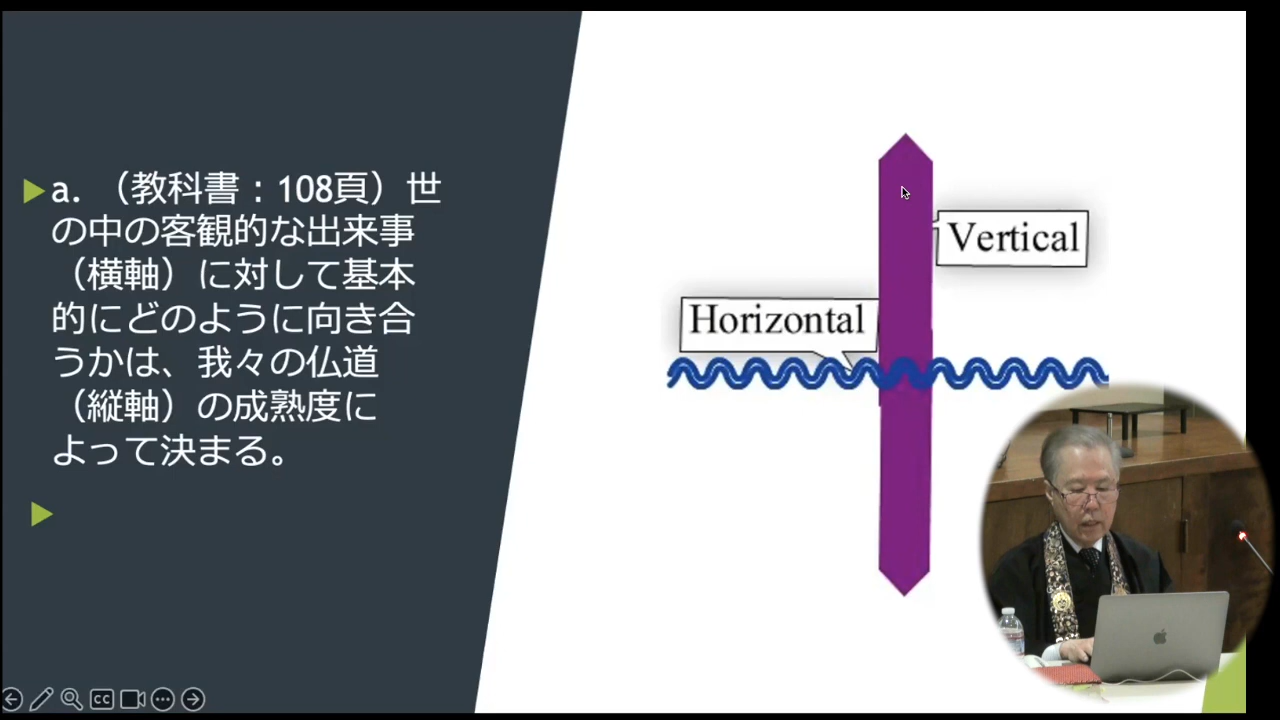 a. （教科書：108頁）世
の中の客観的な出来事
（横軸）に対して基本
的にどのように向き合
うかは、我々の仏道
（縦軸）の成熟度に
よって決まる。
Vertical
Horizontal
CC